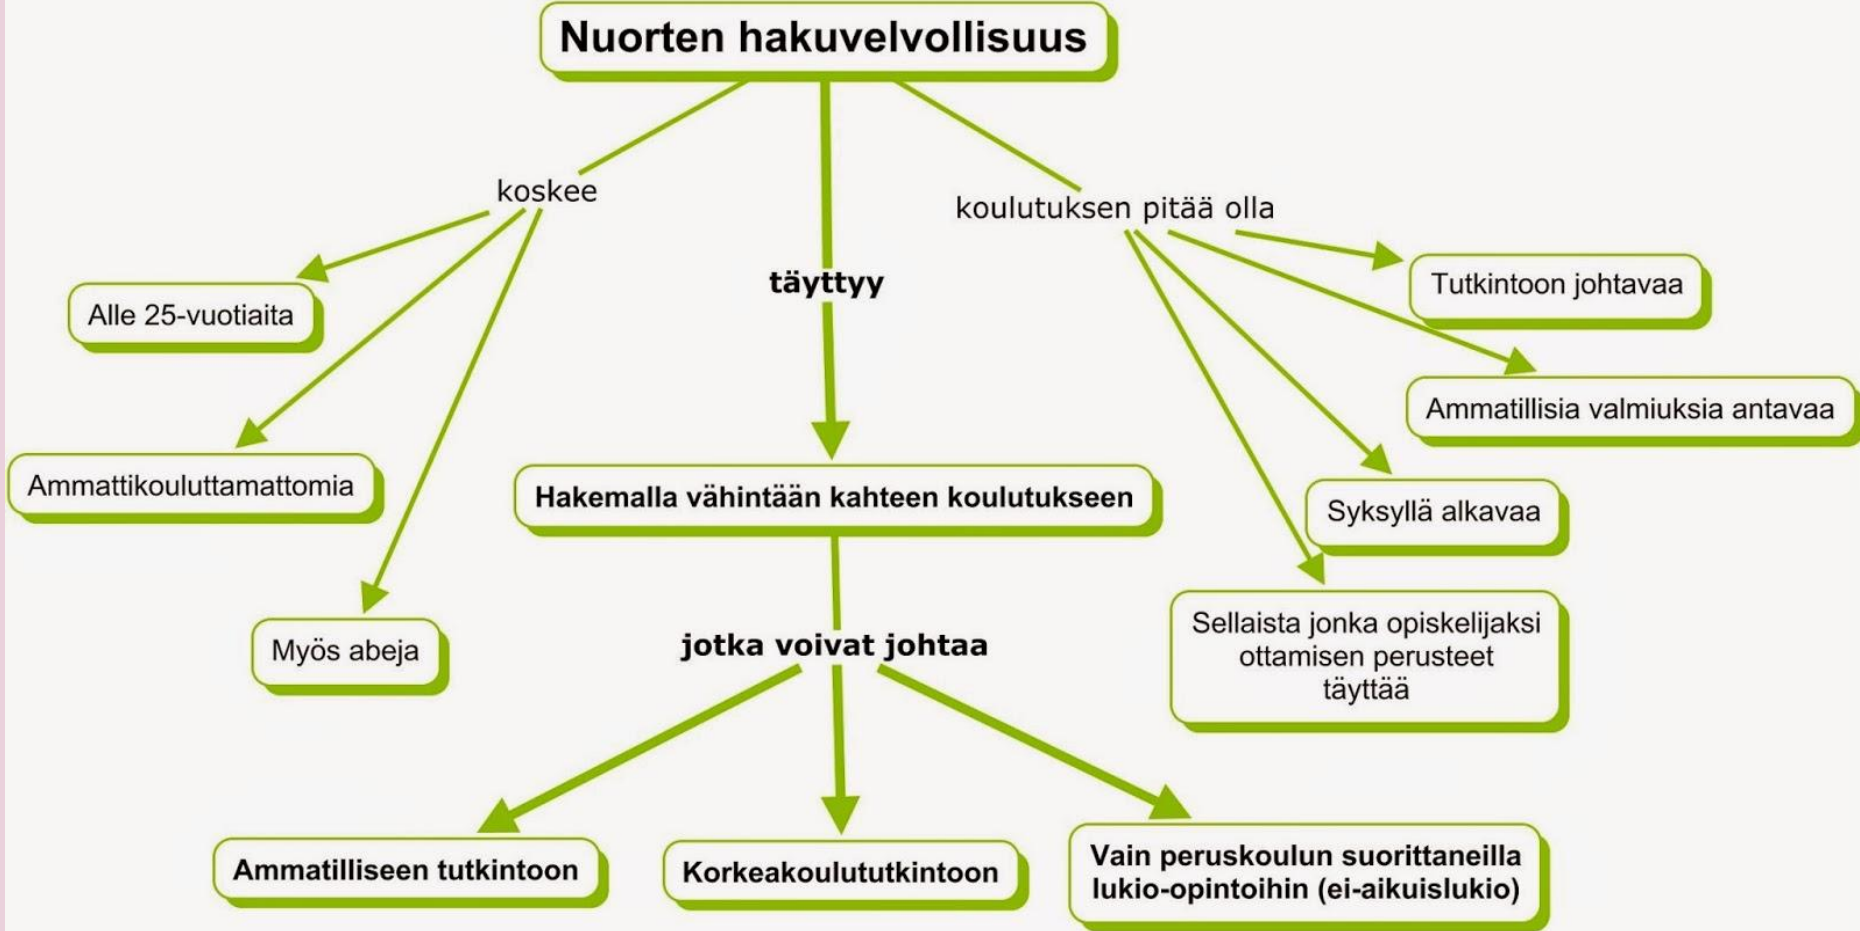 Nuorten hakuvelvollisuus
koskee
koulutuksen pitää olla
täyttyy
Alle 25-vuotiaita
Tutkintoon johtavaa
Ammatillisia valmiuksia antavaa
Ammattikouluttamattomia
Hakemalla vähintään kahteen koulutukseen
Syksyllä alkavaa
Myös abeja
jotka voivat johtaa
Sellaista jonka opiskelijaksi
ottamisen perusteet
täyttää
Ammatilliseen tutkintoon
Korkeakoulututkintoon
Vain peruskoulun suorittaneilla
lukio-opintoihin (ei-aikuislukio)